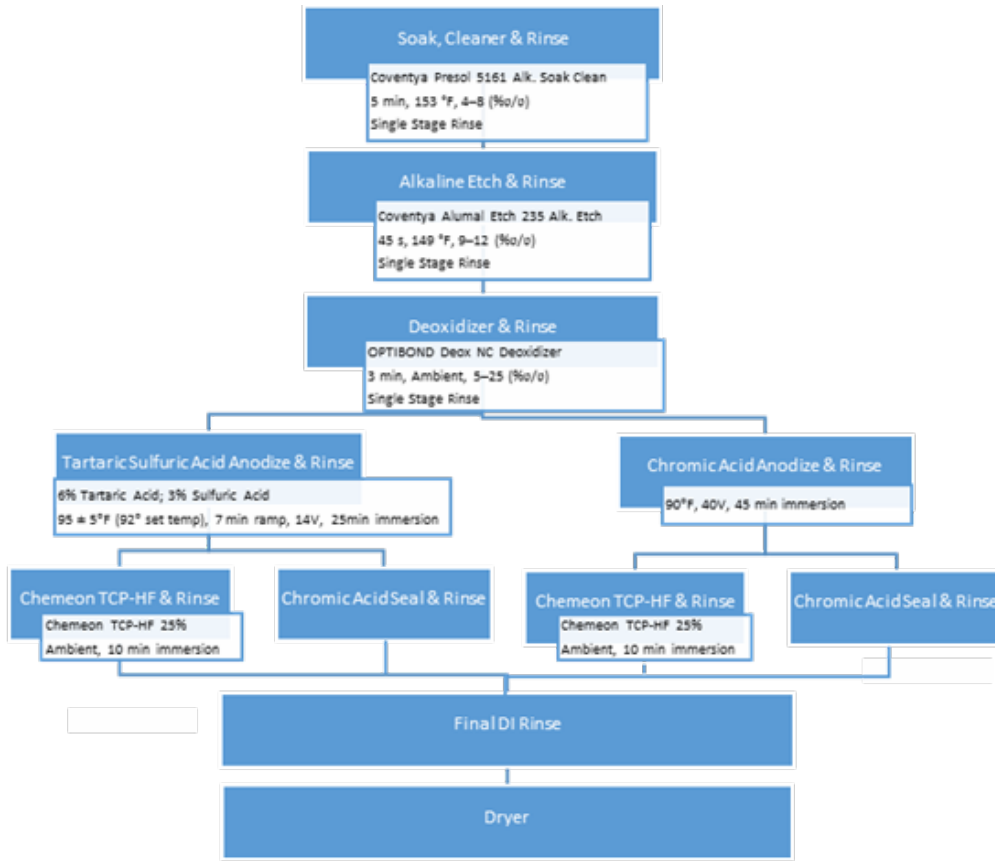 Soak, Cleaner & Rinse
Coventya Presol 5161 Alk. Soak Clean
5 min, 153 °F, 4–8 (%o/o)
Single Stage Rinse
Alkaline Etch & Rinse
Coventya Alumal Etch 235 Alk. Etch
45 s, 149 °F, 9–12 (%o/o)
Single Stage Rinse
Deoxidizer & Rinse
OPTIBOND Deox NC Deoxidizer
3 min, Ambient, 5–25 (%o/o)
Single Stage Rinse
Tartaric Sulfuric Acid Anodize & Rinse
6% Tartaric Acid; 3% Sulfuric Acid
95 ± 5°F (92° set temp), 7 min ramp, 14V, 25min immersion
Chromic Acid Anodize & Rinse
90°F, 40V, 45 min immersion
Chemeon TCP-HF & Rinse
Chemeon TCP-HF 25%
Ambient, 10 min immersion
Chromic Acid Seal & Rinse
Chemeon TCP-HF & Rinse
Chemeon TCP-HF 25%
Ambient, 10 min immersion
Chromic Acid Seal & Rinse
Final DI Rinse
Dryer